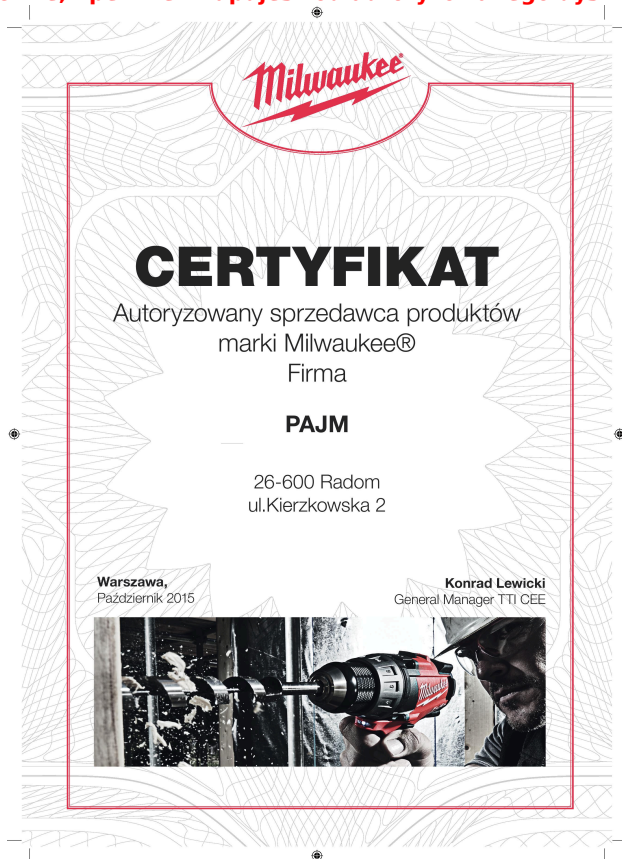 Milwaukee®
CERTYFIKAT
Autoryzowany sprzedawca produktów
marki Milwaukee®
Firma
PAJM
26-600 Radom
ul.Kierzkowska 2
Warszawa,
Październik 2015
Konrad Lewicki
General Manager TTI CEE
Milwaukee